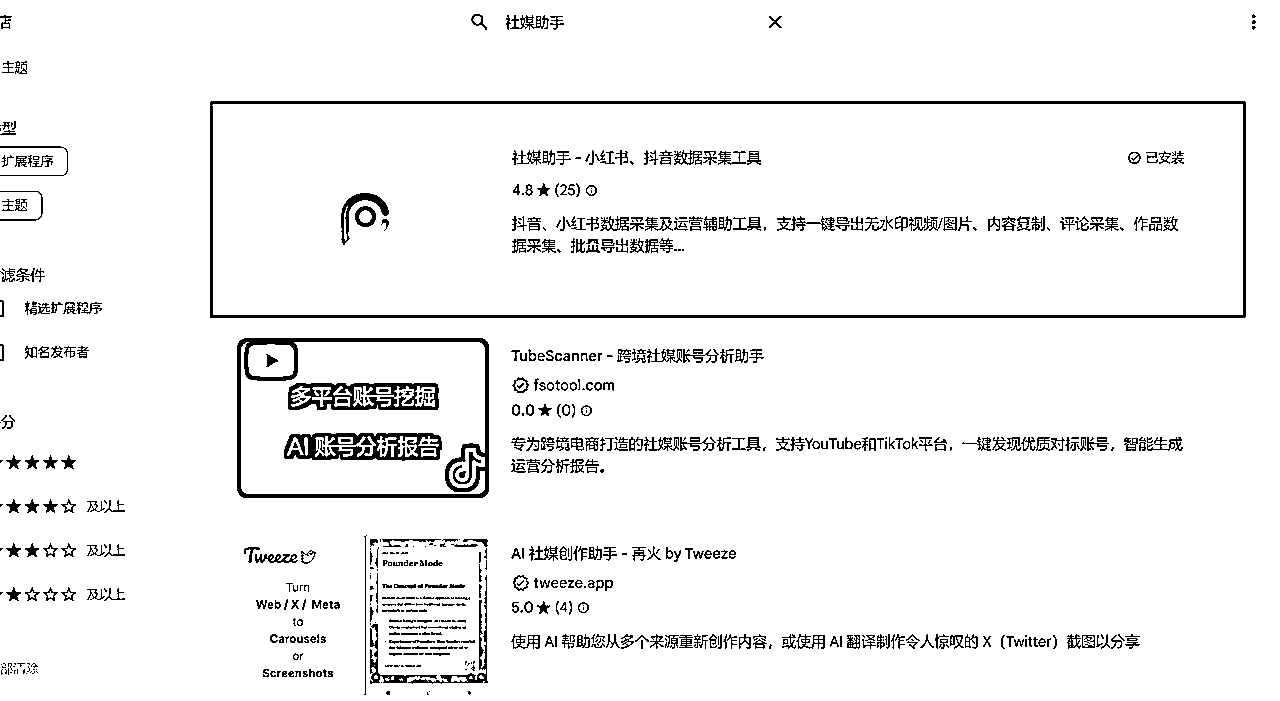 店
社媒助手
主题
类型
扩展程序
主题
社媒助手 - 小红书、抖音数据采集工具
已安装
4.8 ★ (25)
抖音、小红书数据采集及运营辅助工具，支持一键导出无水印视频/图片、内容复制、评论采集、作品数
据采集、批量导出数据等...
滤条件
精选扩展程序
知名发布者
分
及以上
及以上
及以上
部清除
多平台账号挖掘
AI 账号分析报告
TubeScanner - 跨境社媒账号分析助手
fsotool.com
0.0 ★ (0)
专为跨境电商打造的社媒账号分析工具，支持YouTube和TikTok平台，一键发现优质对标账号，智能生成
运营分析报告。
Tweeze
Turn
Web / X / Meta
to
Carousels
or
Screenshots
Founder Mode
The Concept of Founder Mode
AI 社媒创作助手 - 再火 by Tweeze
tweeze.app
5.0 ★ (4)
使用 AI 帮助您从多个来源重新创作内容，或使用 AI 翻译制作令人惊叹的 X（Twitter）截图以分享